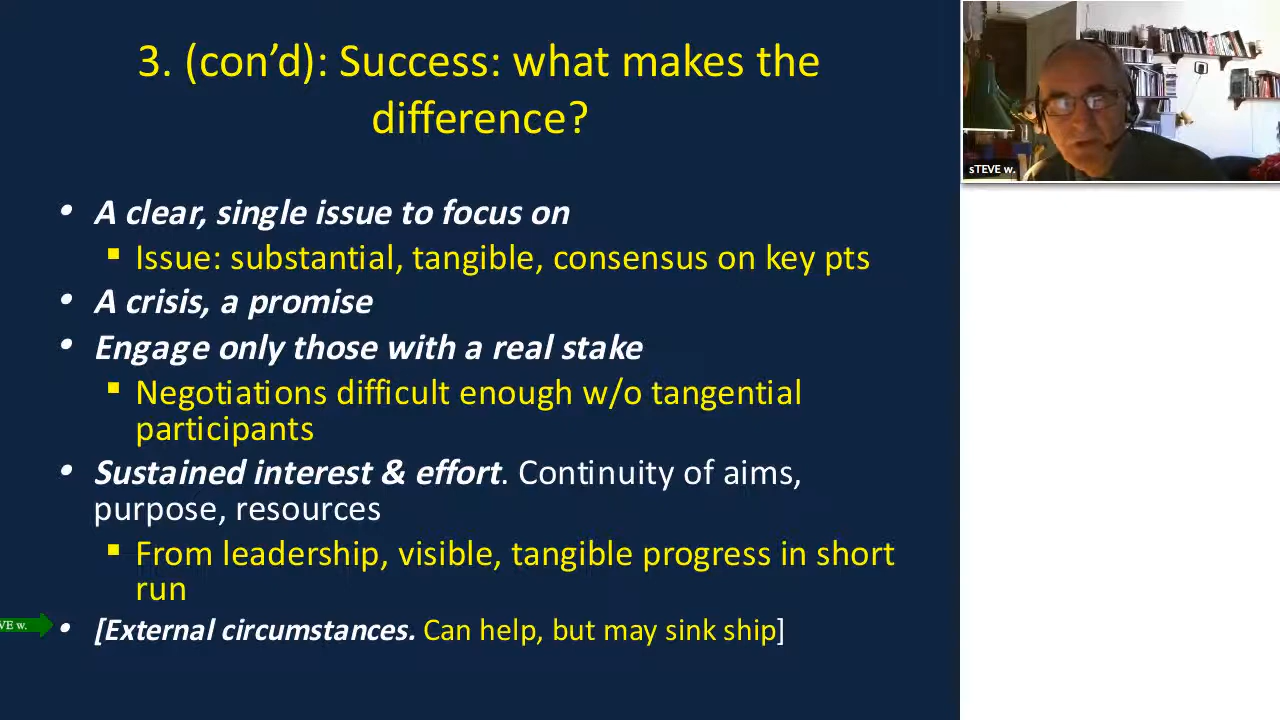 3. (con’d): Success: what makes the
difference?
• A clear, single issue to focus on
▪ Issue: substantial, tangible, consensus on key pts
• A crisis, a promise
• Engage only those with a real stake
▪ Negotiations difficult enough w/o tangential
participants
• Sustained interest & effort. Continuity of aims,
purpose, resources
▪ From leadership, visible, tangible progress in short
run
VE w.
• [External circumstances. Can help, but may sink ship]
sTEVE w.